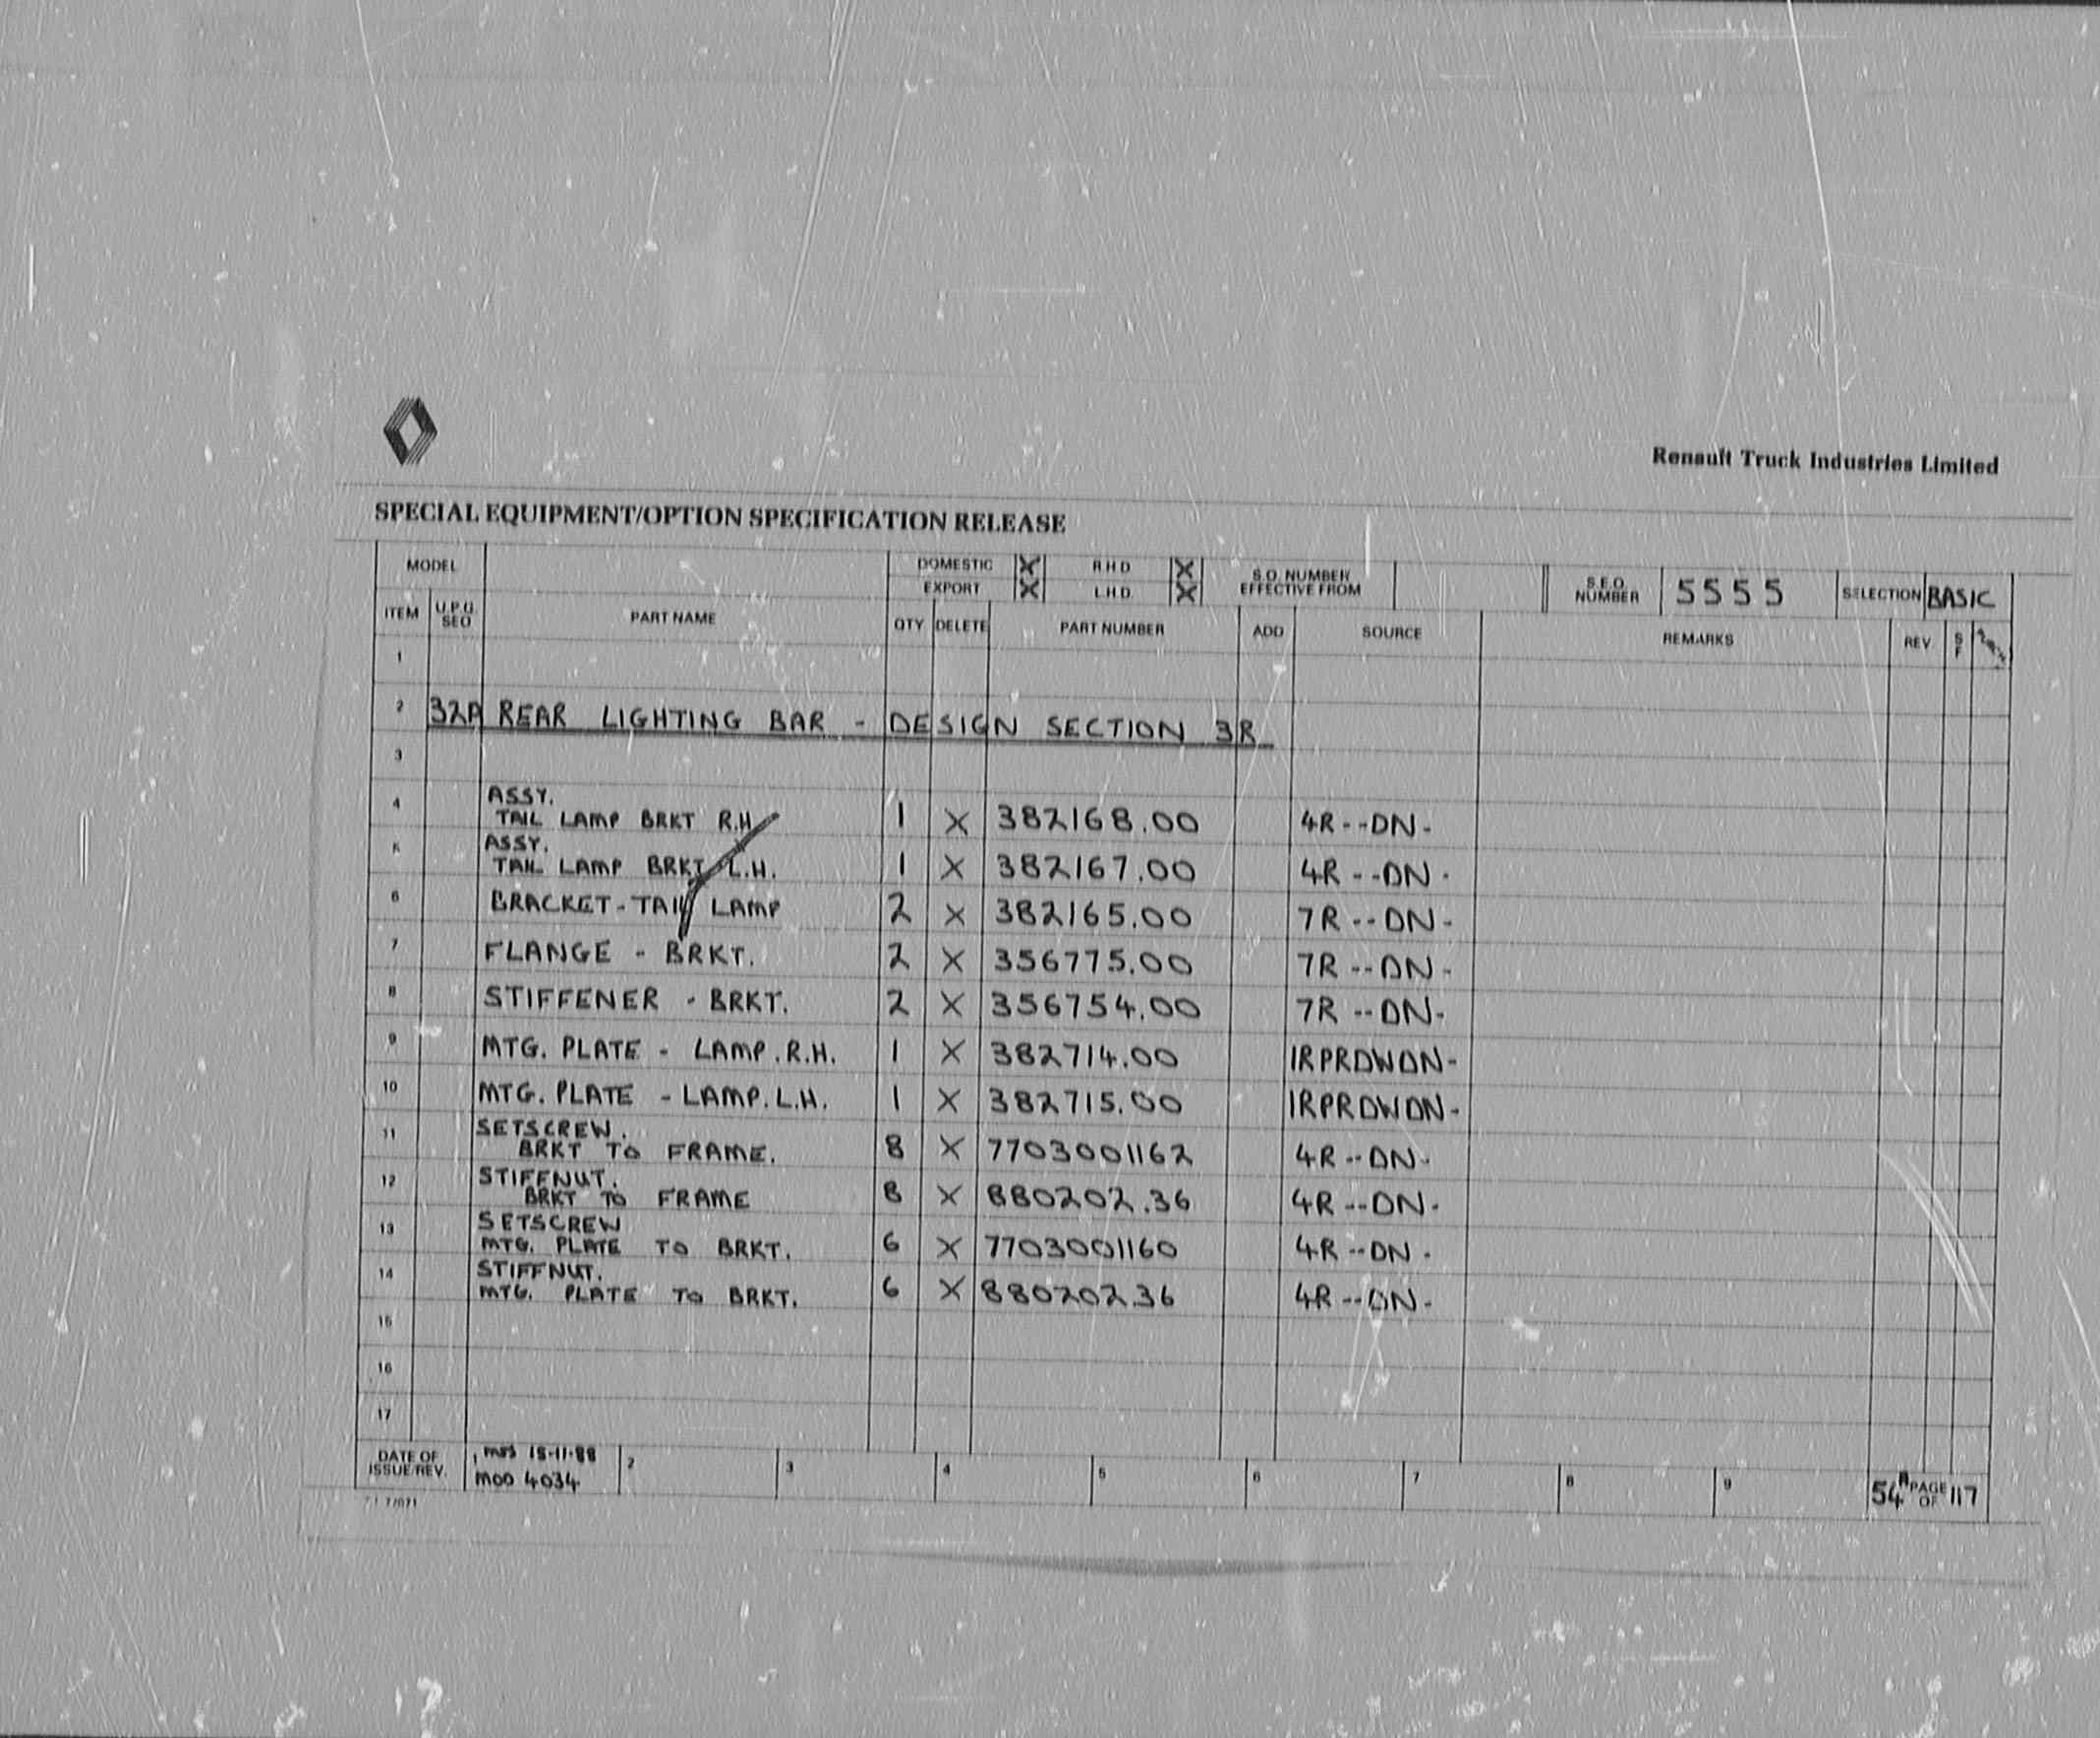 Renault Truck Industries Limited
SPECIAL EQUIPMENT/OPTION SPECIFICATION RELEASE
MODEL DOMESTIC X R.H.D X S.O. NUMBER EFFECTIVE FROM S.E.O. NUMBER 5555 SELECTION BASIC
EXPORT X L.H.D. X
ITEM U.P.G. SEO PART NAME QTY DELETE PART NUMBER ADD SOURCE REMARKS REV S F
1
2 32A REAR LIGHTING BAR - DESIGN SECTION 3R
3
4 ASSY.
TAIL LAMP BRKT R.H 1 X 382168.00 4R--DN-
5 ASSY.
TAIL LAMP BRKT L.H. 1 X 382167.00 4R--DN-
6 BRACKET-TAIL LAMP 2 X 382165.00 7R--DN-
7 FLANGE - BRKT. 2 X 356775.00 7R--DN-
8 STIFFENER - BRKT. 2 X 356754.00 7R--DN-
9 MTG. PLATE - LAMP.R.H. 1 X 382714.00 1RPRDWDN-
10 MTG. PLATE - LAMP.L.H. 1 X 382715.00 1RPRDWDN-
11 SETSCREW.
BRKT TO FRAME. 8 X 7703001162 4R--DN-
12 STIFFNUT.
BRKT TO FRAME 8 X 880202.36 4R--DN-
13 SETSCREW
MTG. PLATE TO BRKT. 6 X 7703001160 4R--DN-
14 STIFFNUT.
MTG. PLATE TO BRKT. 6 X 880202.36 4R--DN-
15
16
17
DATE OF ISSUE/REV. 1 15-11-88 2 3 4 5 6 7 8 9 54A PAGE OF 117
MOD 4034